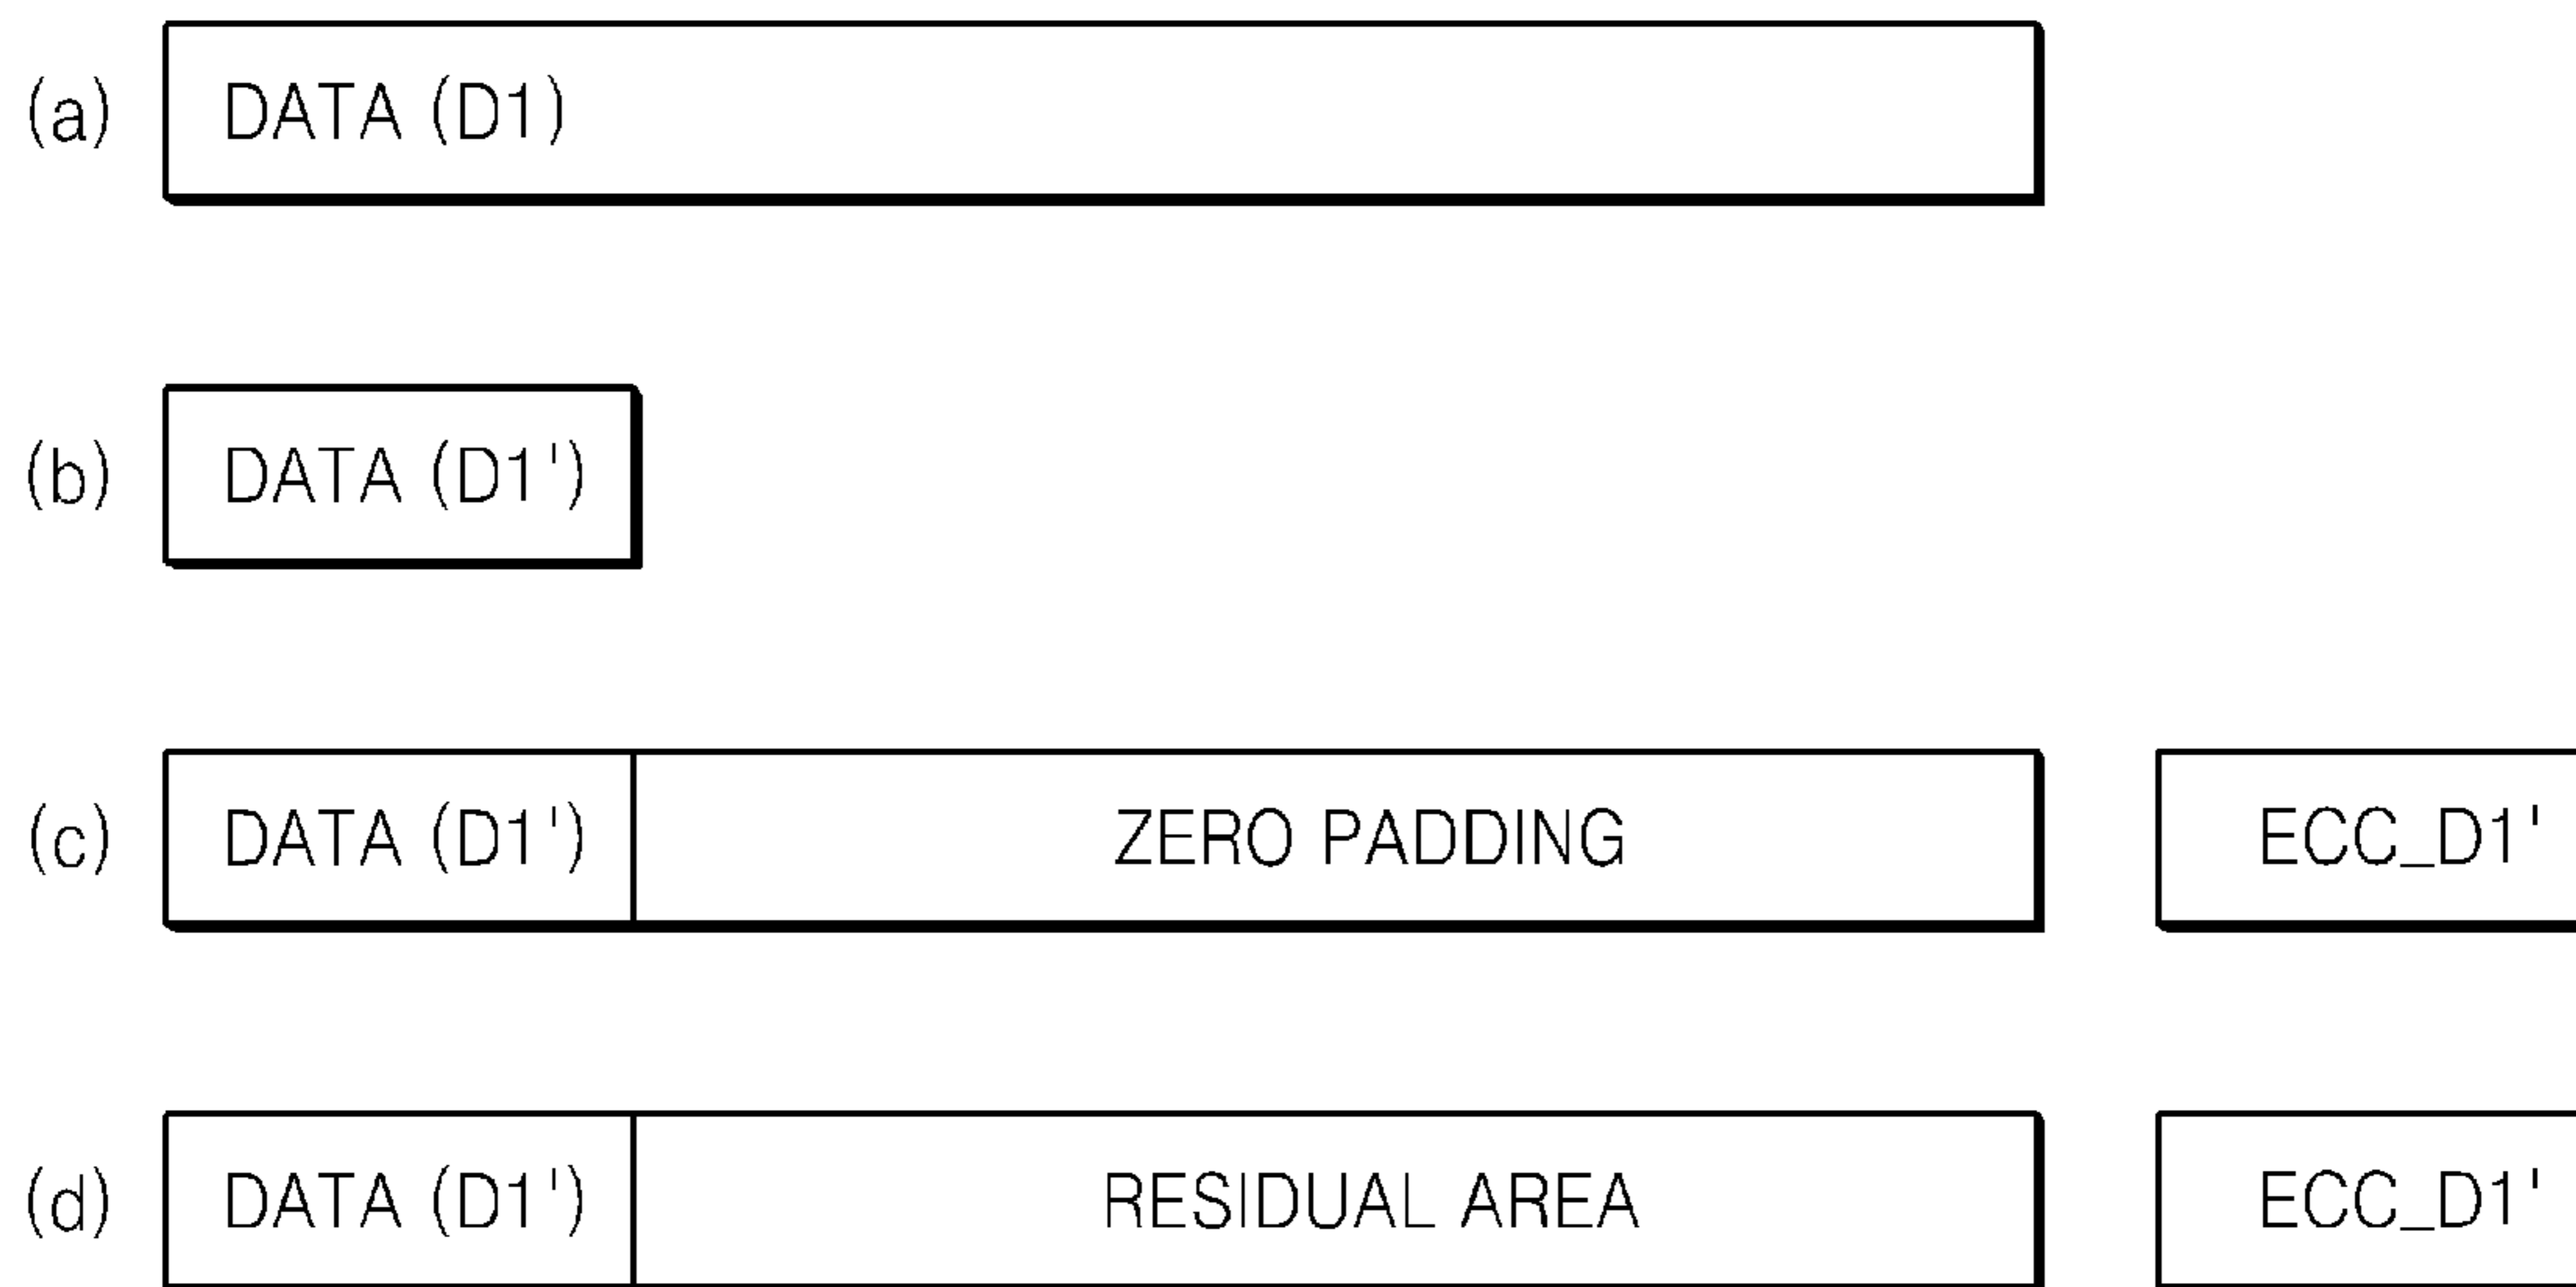 (a) DATA (D1)
(b) DATA (D1')
(c) DATA (D1') ZERO PADDING ECC_D1'
(d) DATA (D1') RESIDUAL AREA ECC_D1'